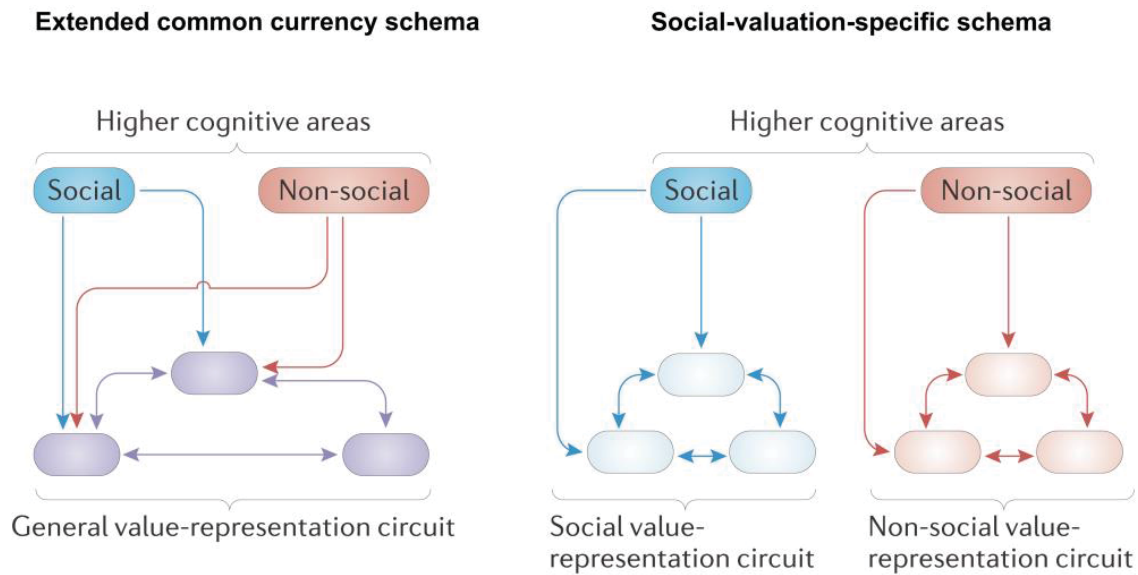 Extended common currency schema
Social-valuation-specific schema
Higher cognitive areas
Higher cognitive areas
Social
Non-social
Social
Non-social
General value-representation circuit
Social value-
representation circuit
Non-social value-
representation circuit